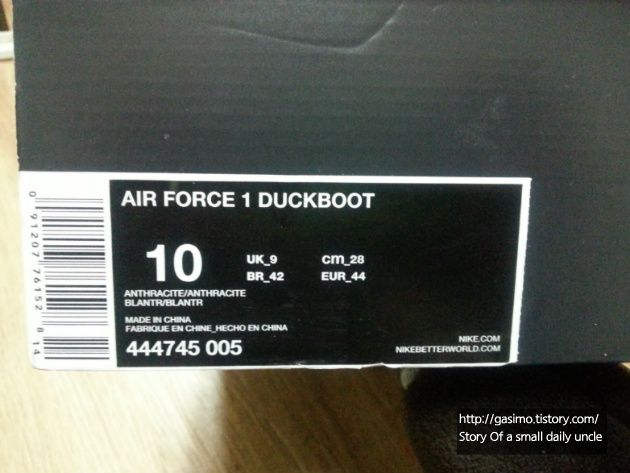 AIR FORCE 1 DUCKBOOT
10
UK_9 cm_28
BR_42 EUR_44
ANTHRACITE/ANTHRACITE
BLANTR/BLANTR
MADE IN CHINA
FABRIQUE EN CHINE_HECHO EN CHINA
444745 005
NIKE.COM
NIKEBETTERWORLD.COM
0 91207 76152 8 14
http://gasimo.tistory.com/
Story Of a small daily uncle